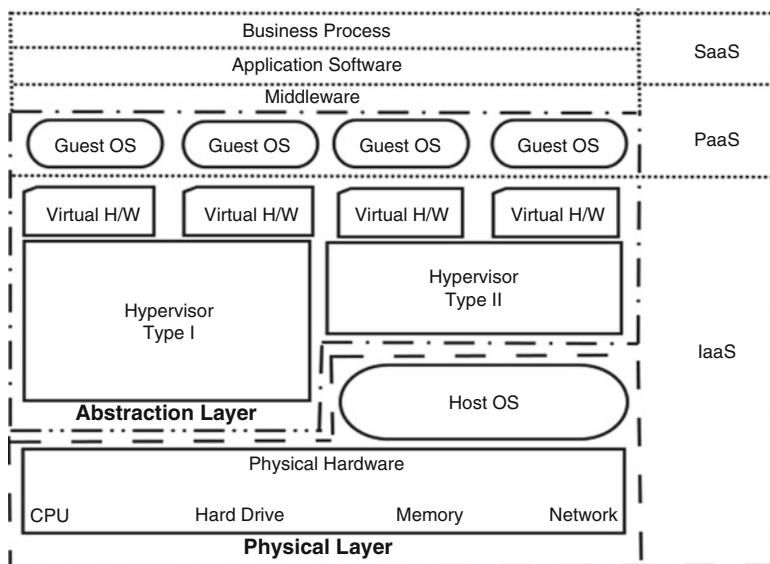 Business Process
SaaS
Application Software
Middleware
Guest OS Guest OS Guest OS Guest OS
PaaS
Virtual H/W Virtual H/W Virtual H/W Virtual H/W
Hypervisor
Type I
Hypervisor
Type II
IaaS
Host OS
Abstraction Layer
Physical Hardware
CPU Hard Drive Memory Network
Physical Layer